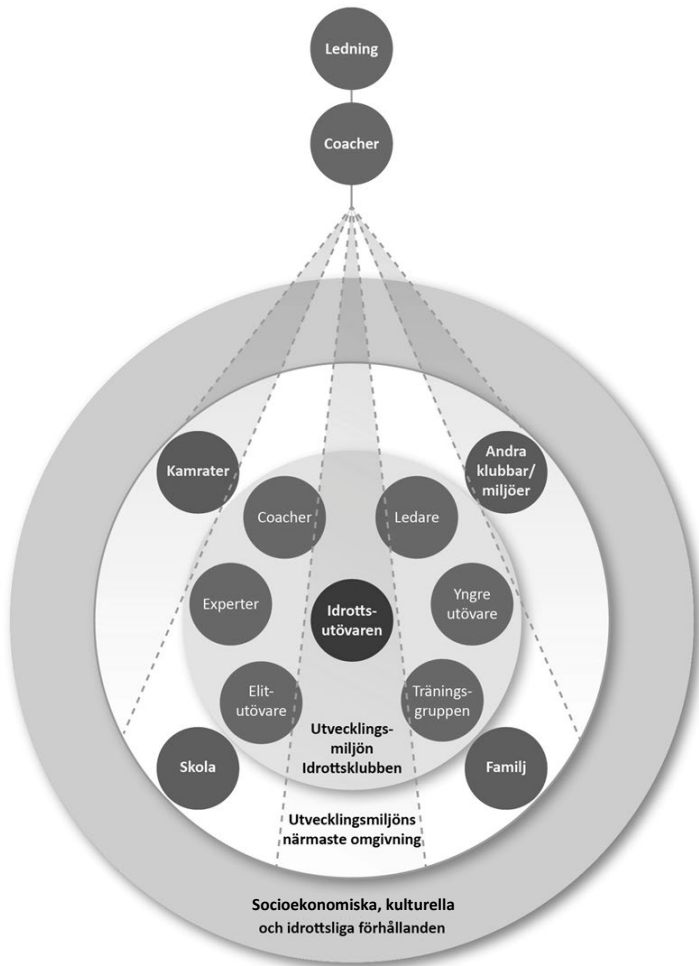 Ledning
Coacher
Kamrater
Andra
klubbar/
miljöer
Coacher
Ledare
Experter
Idrotts-
utövaren
Yngre
utövare
Elit-
utövare
Tränings-
gruppen
Utvecklings-
miljön
Idrottsklubben
Skola
Familj
Utvecklingsmiljöns
närmaste omgivning
Socioekonomiska, kulturella
och idrottsliga förhållanden